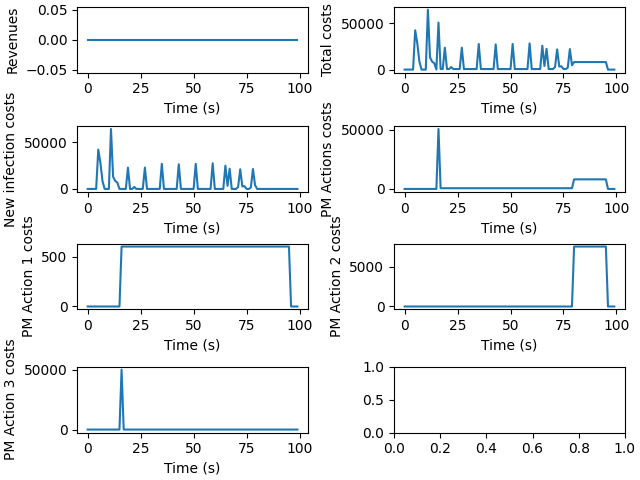 Revenues
0.05
0.00
−0.05
0 25 50 75 100
Time (s)
Total costs
50000
0
0 25 50 75 100
Time (s)
New infection costs
50000
0
0 25 50 75 100
Time (s)
PM Actions costs
50000
0
0 25 50 75 100
Time (s)
PM Action 1 costs
500
0
0 25 50 75 100
Time (s)
PM Action 2 costs
5000
0
0 25 50 75 100
Time (s)
PM Action 3 costs
50000
0
0 25 50 75 100
Time (s)
1.0
0.5
0.0
0.0 0.2 0.4 0.6 0.8 1.0